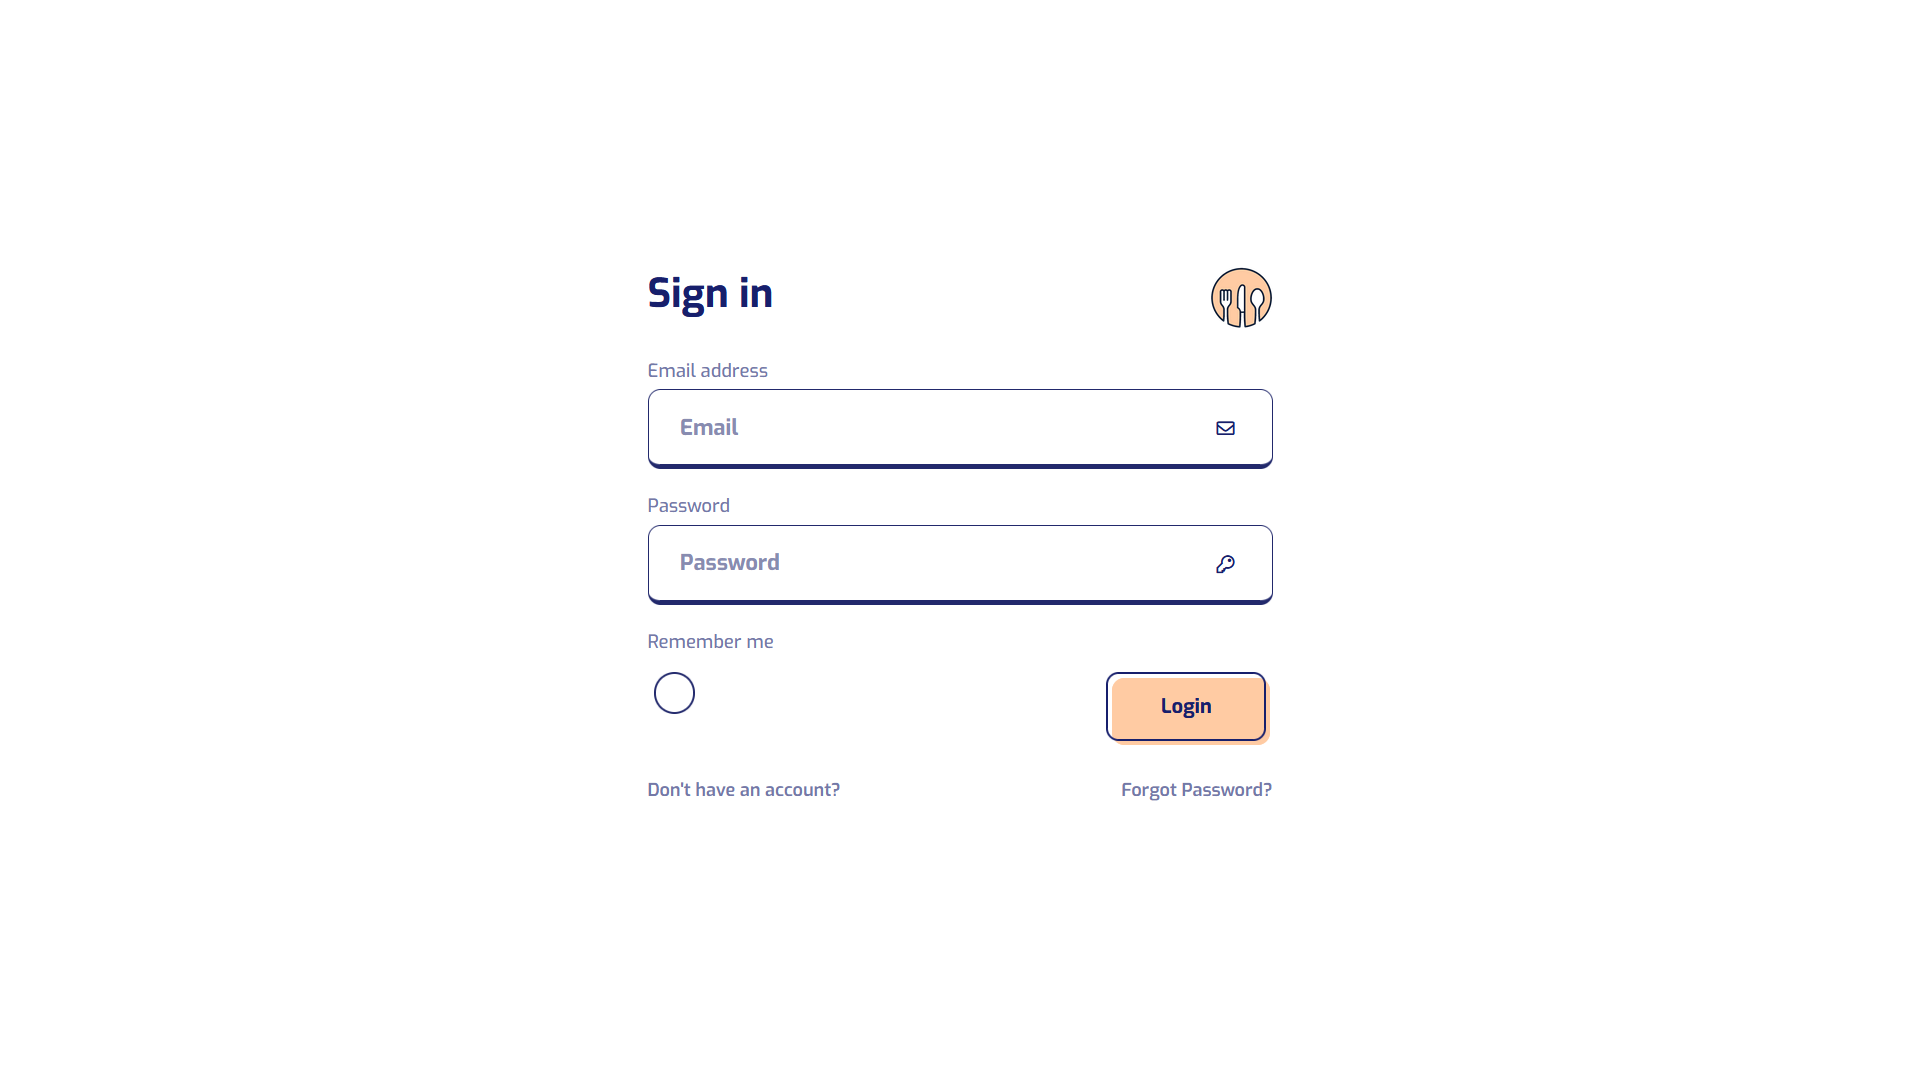 Sign in
Email address
Email
Password
Password
Remember me
Login
Don't have an account?
Forgot Password?